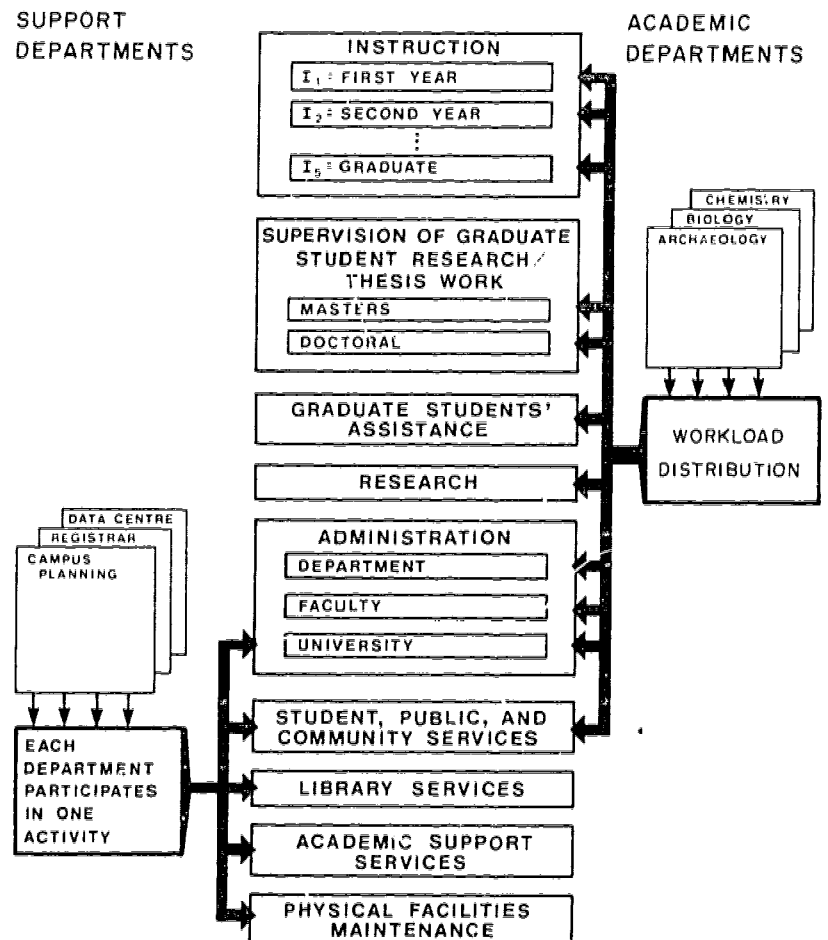 SUPPORT
DEPARTMENTS
ACADEMIC
DEPARTMENTS
INSTRUCTION
I₁ = FIRST YEAR
I₂ = SECOND YEAR
⋮
I₅ = GRADUATE
SUPERVISION OF GRADUATE
STUDENT RESEARCH/
THESIS WORK
MASTERS
DOCTORAL
GRADUATE STUDENTS'
ASSISTANCE
RESEARCH
ADMINISTRATION
DEPARTMENT
FACULTY
UNIVERSITY
STUDENT, PUBLIC, AND
COMMUNITY SERVICES
LIBRARY SERVICES
ACADEMIC SUPPORT
SERVICES
PHYSICAL FACILITIES
MAINTENANCE
CHEMISTRY
BIOLOGY
ARCHAEOLOGY
WORKLOAD
DISTRIBUTION
DATA CENTRE
REGISTRAR
CAMPUS
PLANNING
EACH
DEPARTMENT
PARTICIPATES
IN ONE
ACTIVITY